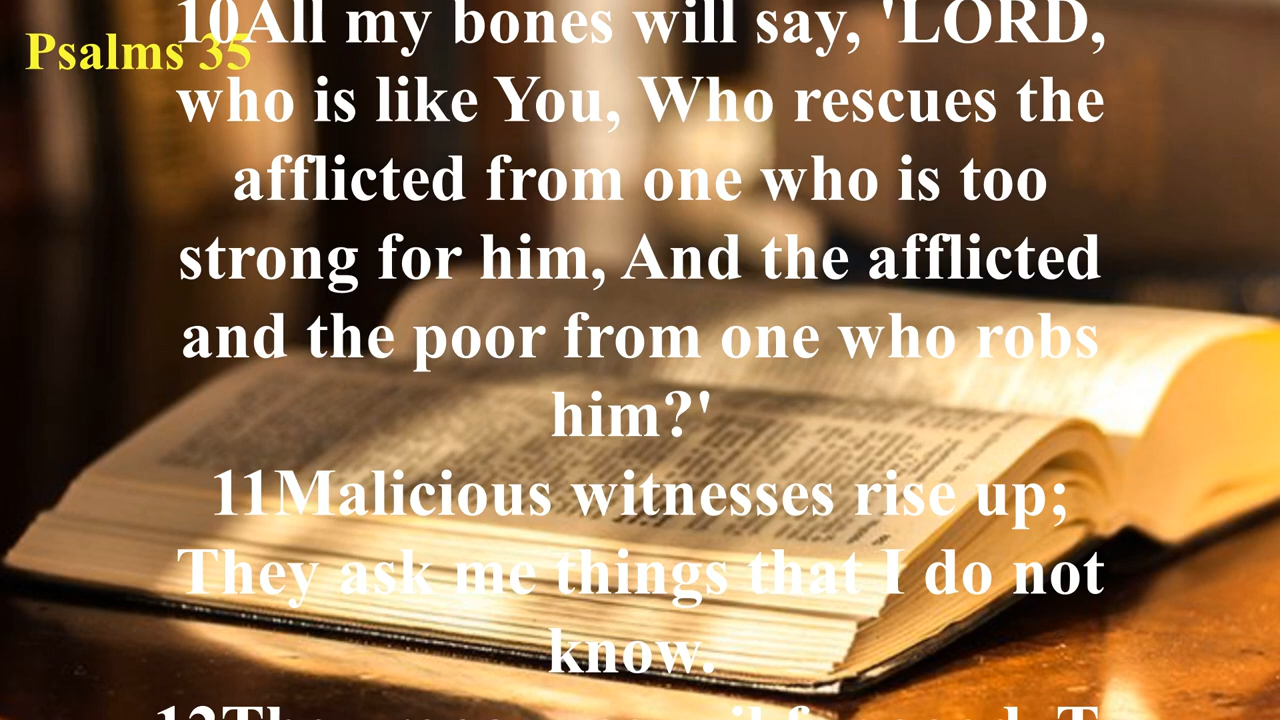 Psalms 35
10All my bones will say, 'LORD,
who is like You, Who rescues the
afflicted from one who is too
strong for him, And the afflicted
and the poor from one who robs
him?'
11Malicious witnesses rise up;
They ask me things that I do not
know.